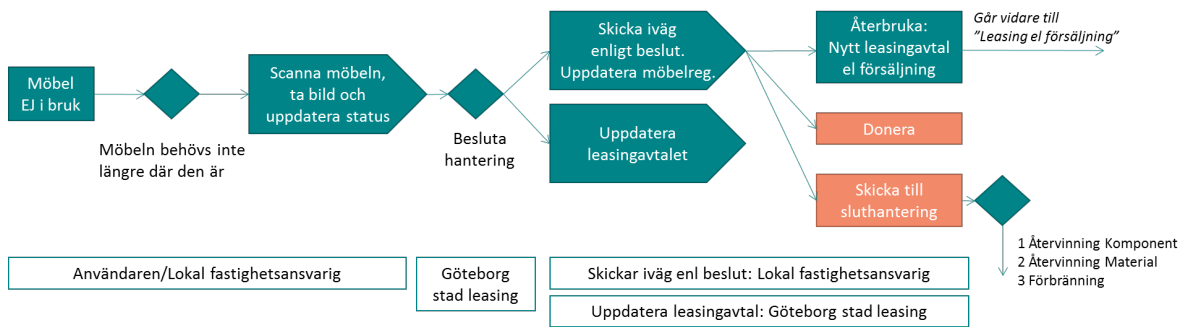 Möbel
EJ i bruk
Möbeln behövs inte
längre där den är
Scanna möbeln,
ta bild och
uppdatera status
Besluta
hantering
Skicka iväg
enligt beslut.
Uppdatera möbelreg.
Uppdatera
leasingavtalet
Återbruka:
Nytt leasingavtal
el försäljning
Går vidare till
”Leasing el försäljning”
Donera
Skicka till
sluthantering
1 Återvinning Komponent
2 Återvinning Material
3 Förbränning
Användaren/Lokal fastighetsansvarig
Göteborg
stad leasing
Skickar iväg enl beslut: Lokal fastighetsansvarig
Uppdatera leasingavtal: Göteborg stad leasing